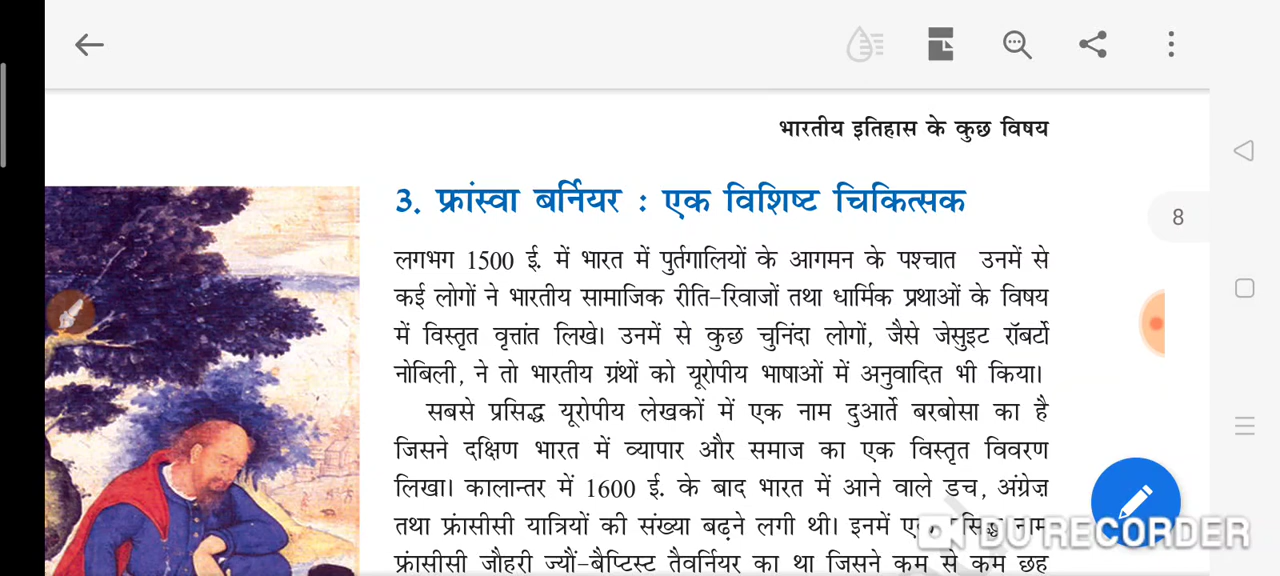 भारतीय इतिहास के कुछ विषय
3. फ्रांस्वा बर्नियर : एक विशिष्ट चिकित्सक
8
लगभग 1500 ई. में भारत में पुर्तगालियों के आगमन के पश्चात उनमें से
कई लोगों ने भारतीय सामाजिक रीति-रिवाजों तथा धार्मिक प्रथाओं के विषय
में विस्तृत वृत्तांत लिखे। उनमें से कुछ चुनिंदा लोगों, जैसे जेसुइट रॉबर्टो
नोबिली, ने तो भारतीय ग्रंथों को यूरोपीय भाषाओं में अनुवादित भी किया।
सबसे प्रसिद्ध यूरोपीय लेखकों में एक नाम दुआर्ते बरबोसा का है
जिसने दक्षिण भारत में व्यापार और समाज का एक विस्तृत विवरण
लिखा। कालान्तर में 1600 ई. के बाद भारत में आने वाले डच, अंग्रेज
तथा फ्रांसीसी यात्रियों की संख्या बढ़ने लगी थी। इनमें नाम
फ्रांसीसी जौहरी ज्यौं-बैप्टिस्ट तैवर्नियर का था जिसने कम से कम छह
DU RECORDER